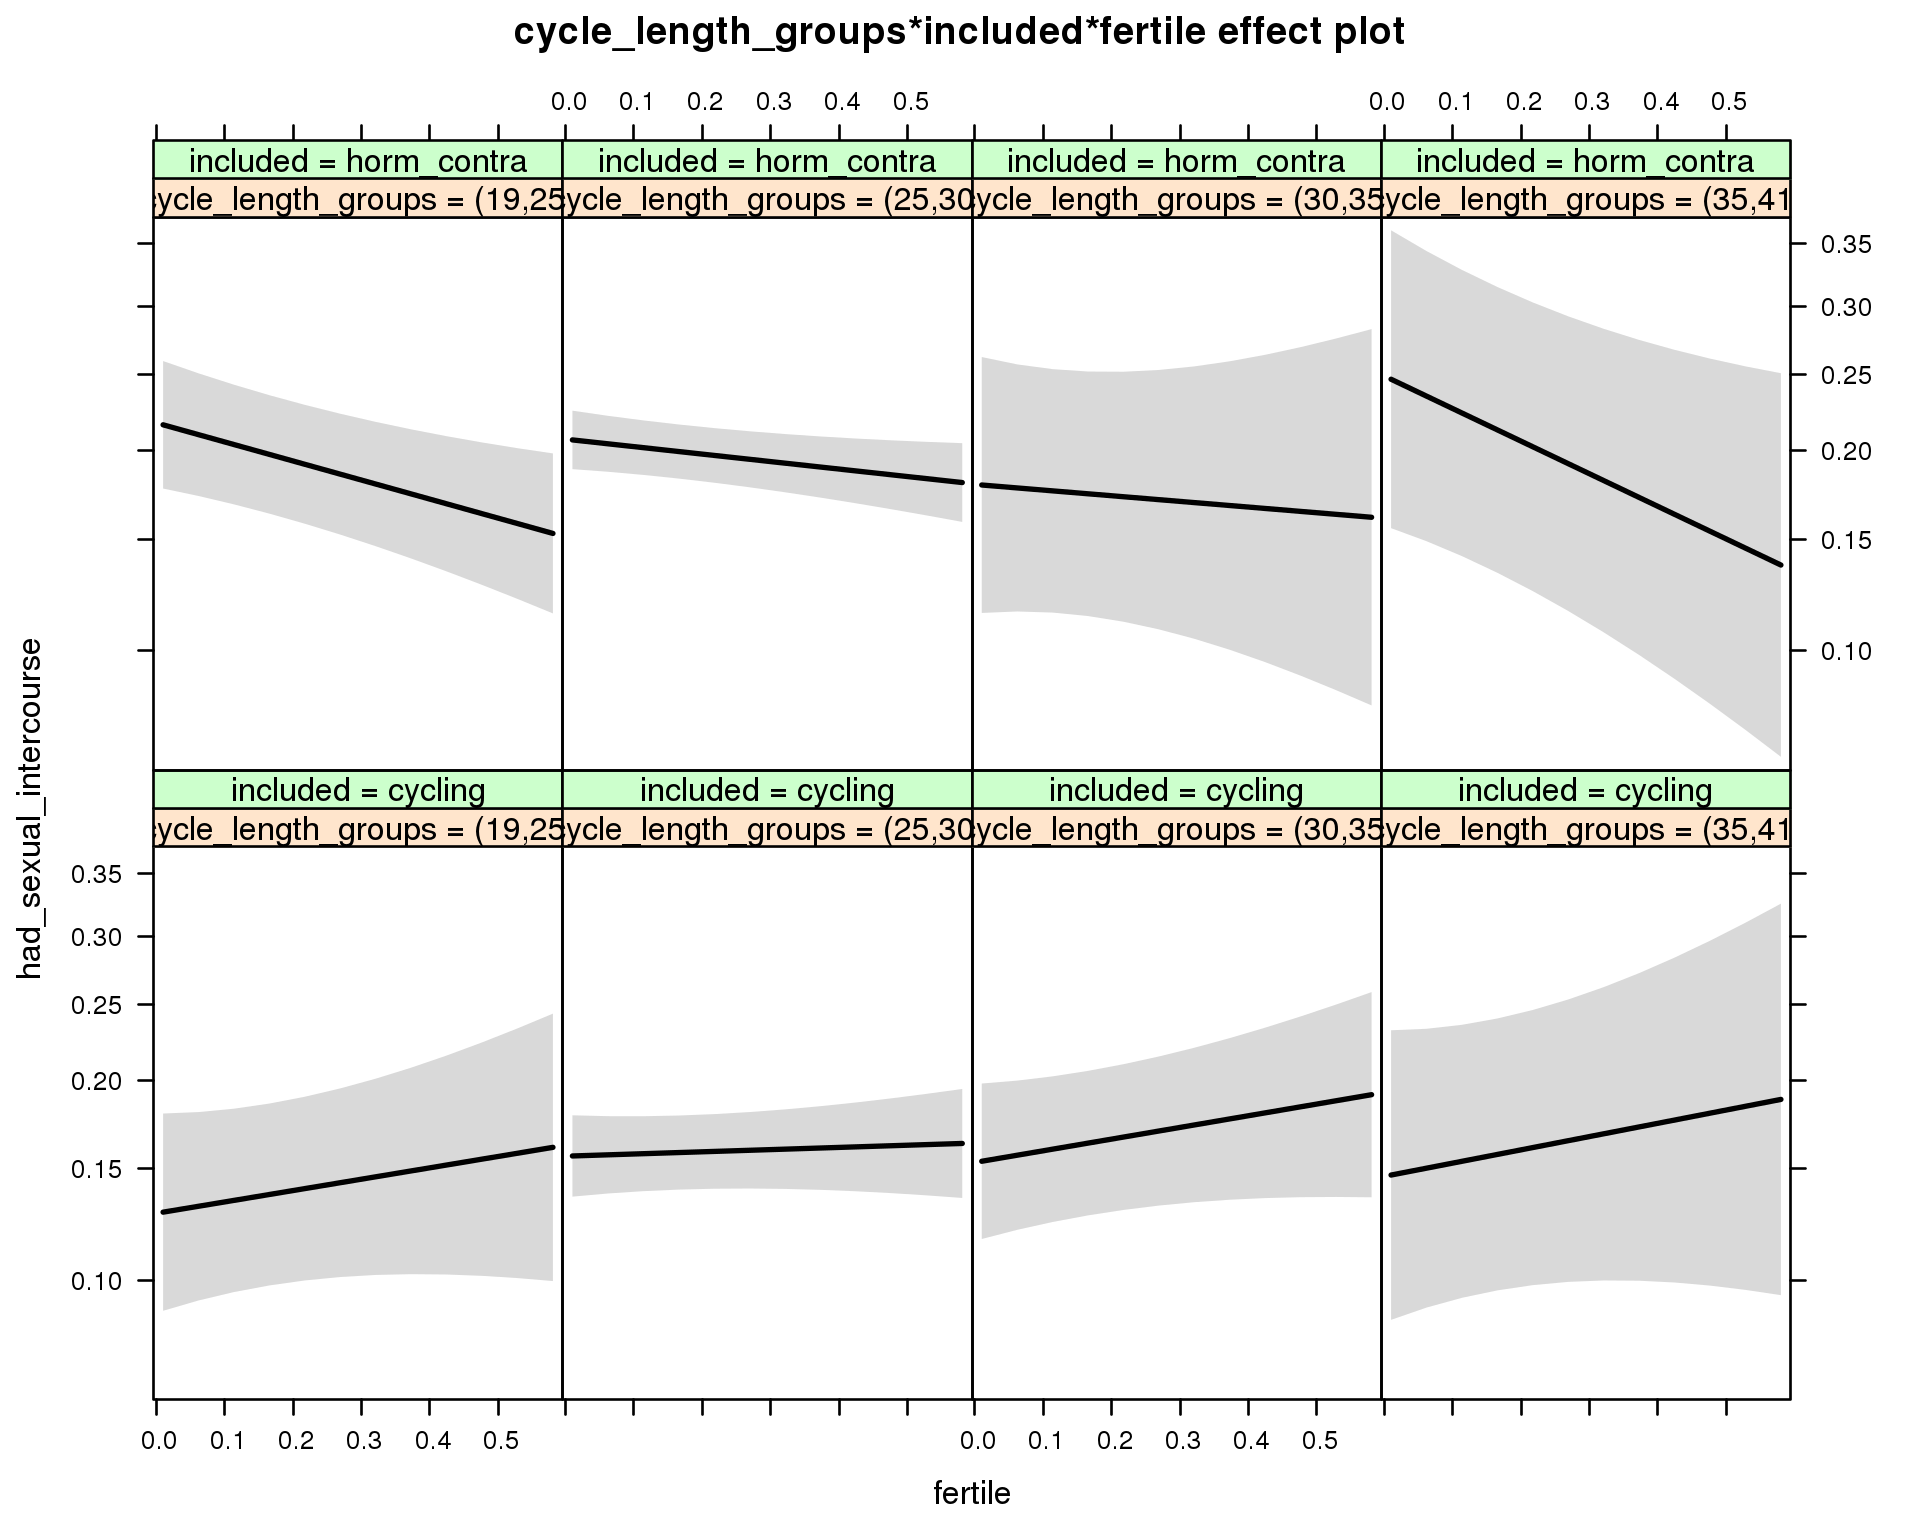 cycle_length_groups*included*fertile effect plot
0.0 0.1 0.2 0.3 0.4 0.5 0.0 0.1 0.2 0.3 0.4 0.5
included = horm_contra included = horm_contra included = horm_contra included = horm_contra
ycle_length_groups = (19,25 ycle_length_groups = (25,30 ycle_length_groups = (30,35 ycle_length_groups = (35,41
0.35
0.30
0.25
0.20
0.15
0.10
had_sexual_intercourse
included = cycling included = cycling included = cycling included = cycling
ycle_length_groups = (19,25 ycle_length_groups = (25,30 ycle_length_groups = (30,35 ycle_length_groups = (35,41
0.35
0.30
0.25
0.20
0.15
0.10
0.0 0.1 0.2 0.3 0.4 0.5 0.0 0.1 0.2 0.3 0.4 0.5
fertile